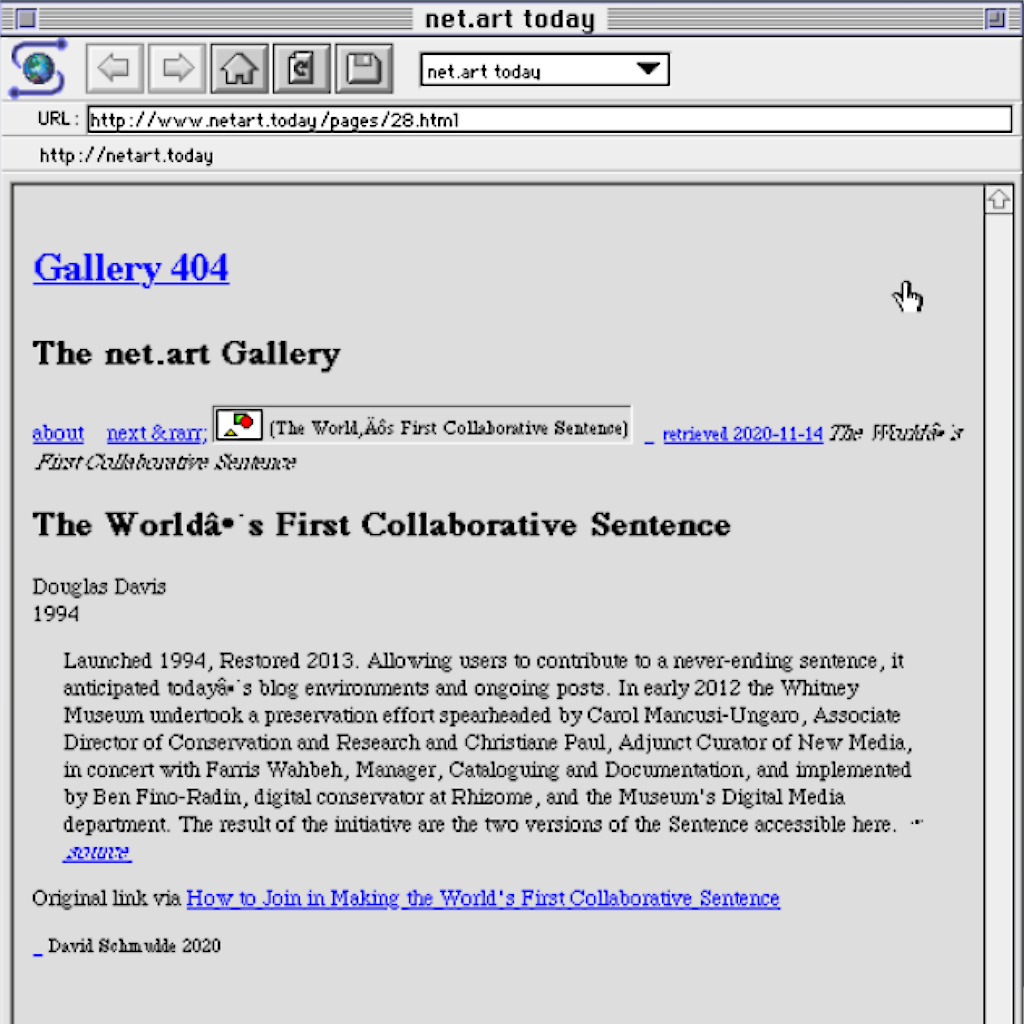 net.art today
net.art today
URL: http://www.netart.today/pages/28.html
http://netart.today
Gallery 404
The net.art Gallery
about next &rarr; (The World‚Äôs First Collaborative Sentence) _ retrieved 2020-11-14 The Worldâ•˙s
First Collaborative Sentence
The Worldâ•˙s First Collaborative Sentence
Douglas Davis
1994
Launched 1994, Restored 2013. Allowing users to contribute to a never-ending sentence, it
anticipated todayâ•˙s blog environments and ongoing posts. In early 2012 the Whitney
Museum undertook a preservation effort spearheaded by Carol Mancusi-Ungaro, Associate
Director of Conservation and Research and Christiane Paul, Adjunct Curator of New Media,
in concert with Farris Wahbeh, Manager, Cataloguing and Documentation, and implemented
by Ben Fino-Radin, digital conservator at Rhizome, and the Museum's Digital Media
department. The result of the initiative are the two versions of the Sentence accessible here.
source
Original link via How to Join in Making the World's First Collaborative Sentence
_ David Schmudde 2020